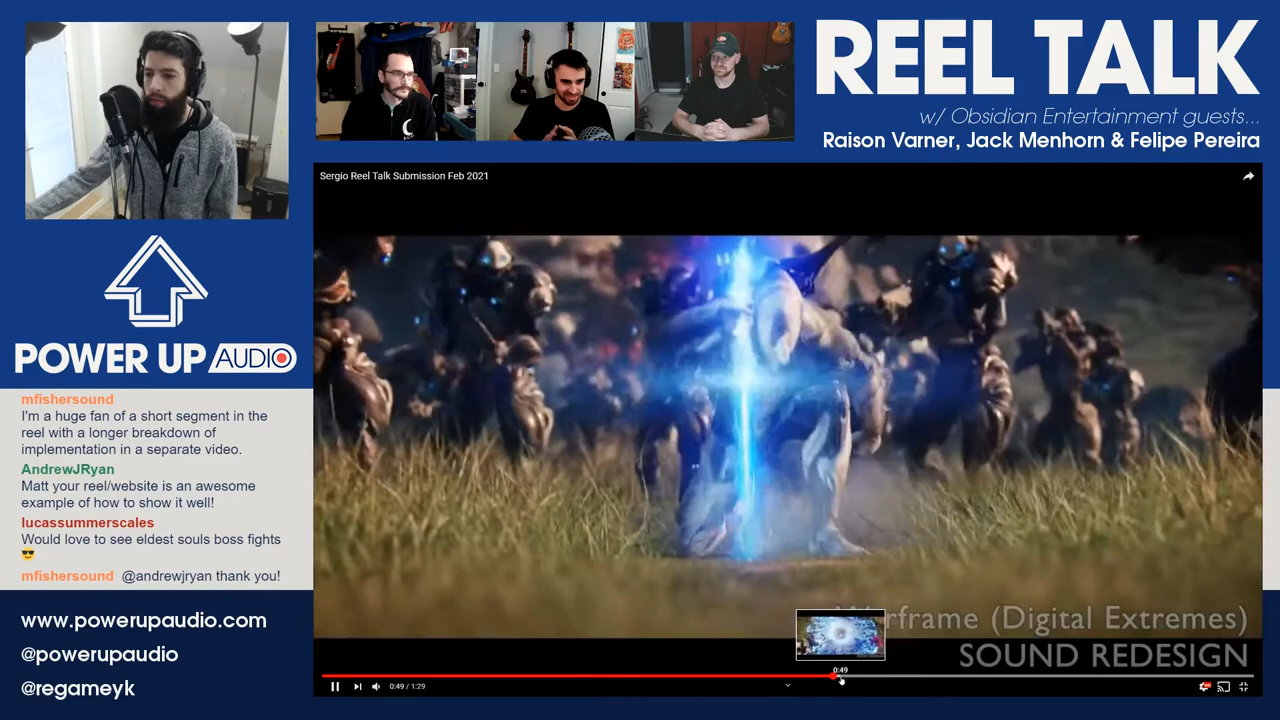 REEL TALK
w/ Obsidian Entertainment guests...
Raison Varner, Jack Menhorn & Felipe Pereira
Sergio Reel Talk Submission Feb 2021
POWER UP AUDIO
mfishersound
I'm a huge fan of a short segment in the
reel with a longer breakdown of
implementation in a separate video.
AndrewJRyan
Matt your reel/website is an awesome
example of how to show it well!
lucassummerscales
Would love to see eldest souls boss fights
😎
mfishersound @andrewjryan thank you!
www.powerupaudio.com
@powerupaudio
@regameyk
arframe (Digital Extremes)
SOUND REDESIGN
0:49
0:49 / 1:29